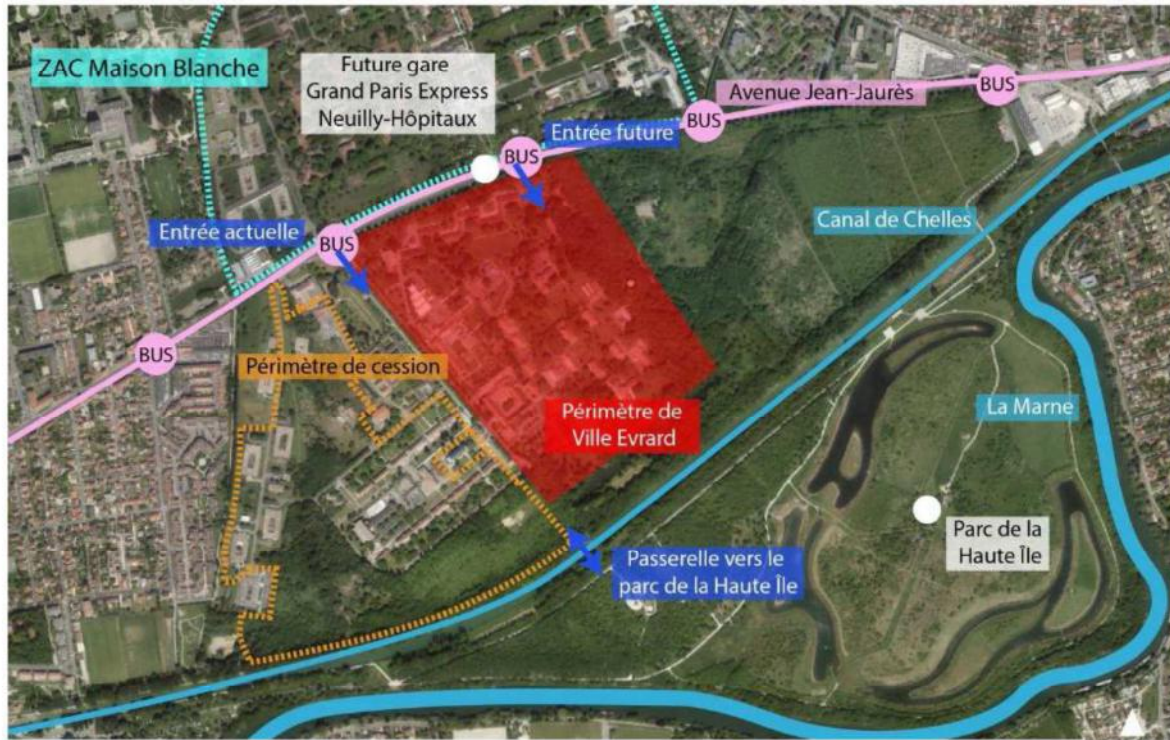 ZAC Maison Blanche
Future gare
Grand Paris Express
Neuilly-Hôpitaux
BUS
Avenue Jean-Jaurès
BUS
Entrée future
BUS
Entrée actuelle
BUS
Canal de Chelles
BUS
Périmètre de cession
Périmètre de
Ville Evrard
La Marne
Parc de la
Haute Île
Passerelle vers le
parc de la Haute Île